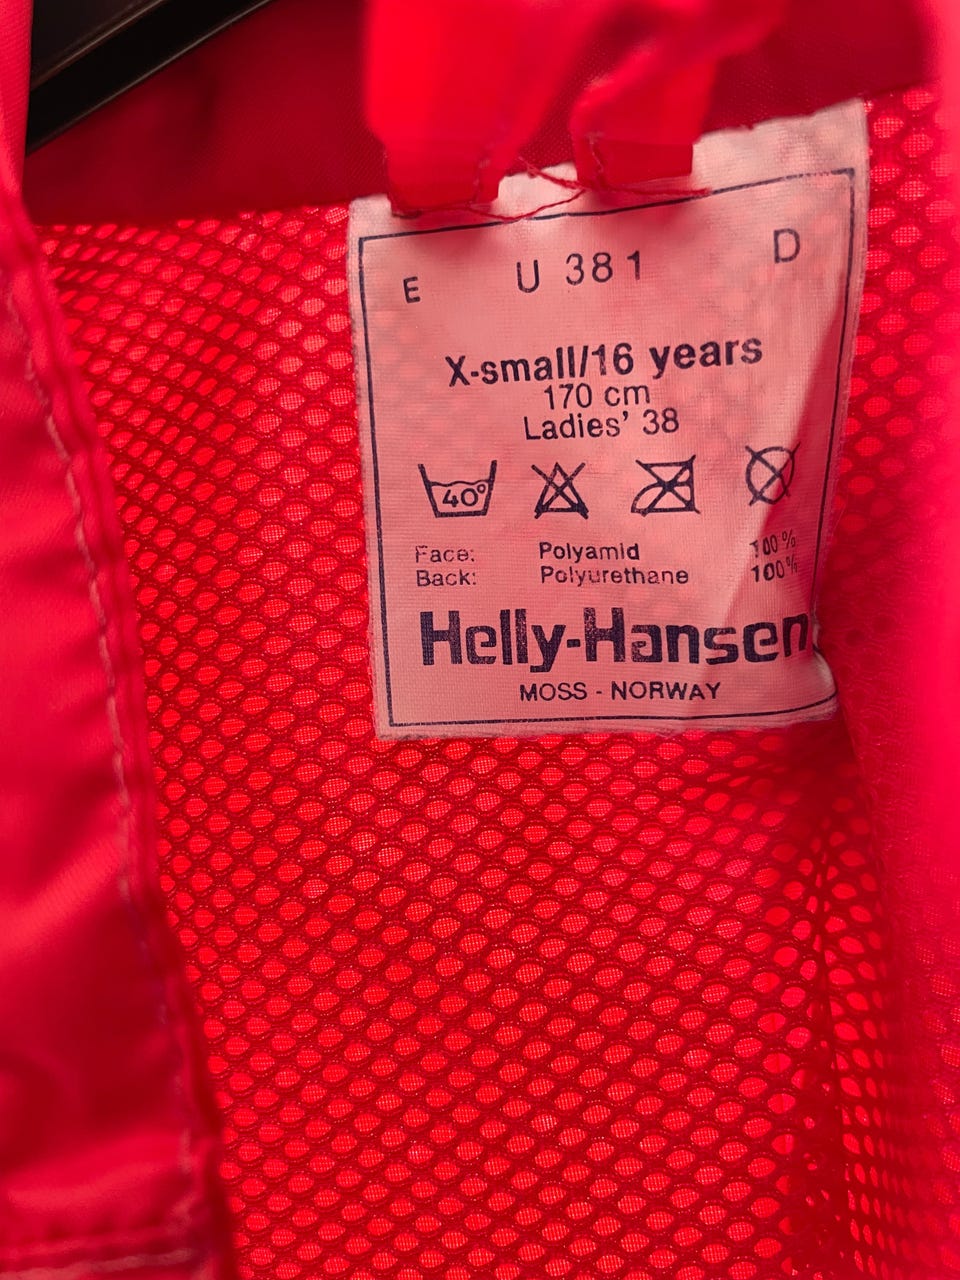 E U 381 D
X-small/16 years
170 cm
Ladies' 38
40°
Face: Polyamid 100%
Back: Polyurethane 100%
Helly-Hansen
MOSS - NORWAY